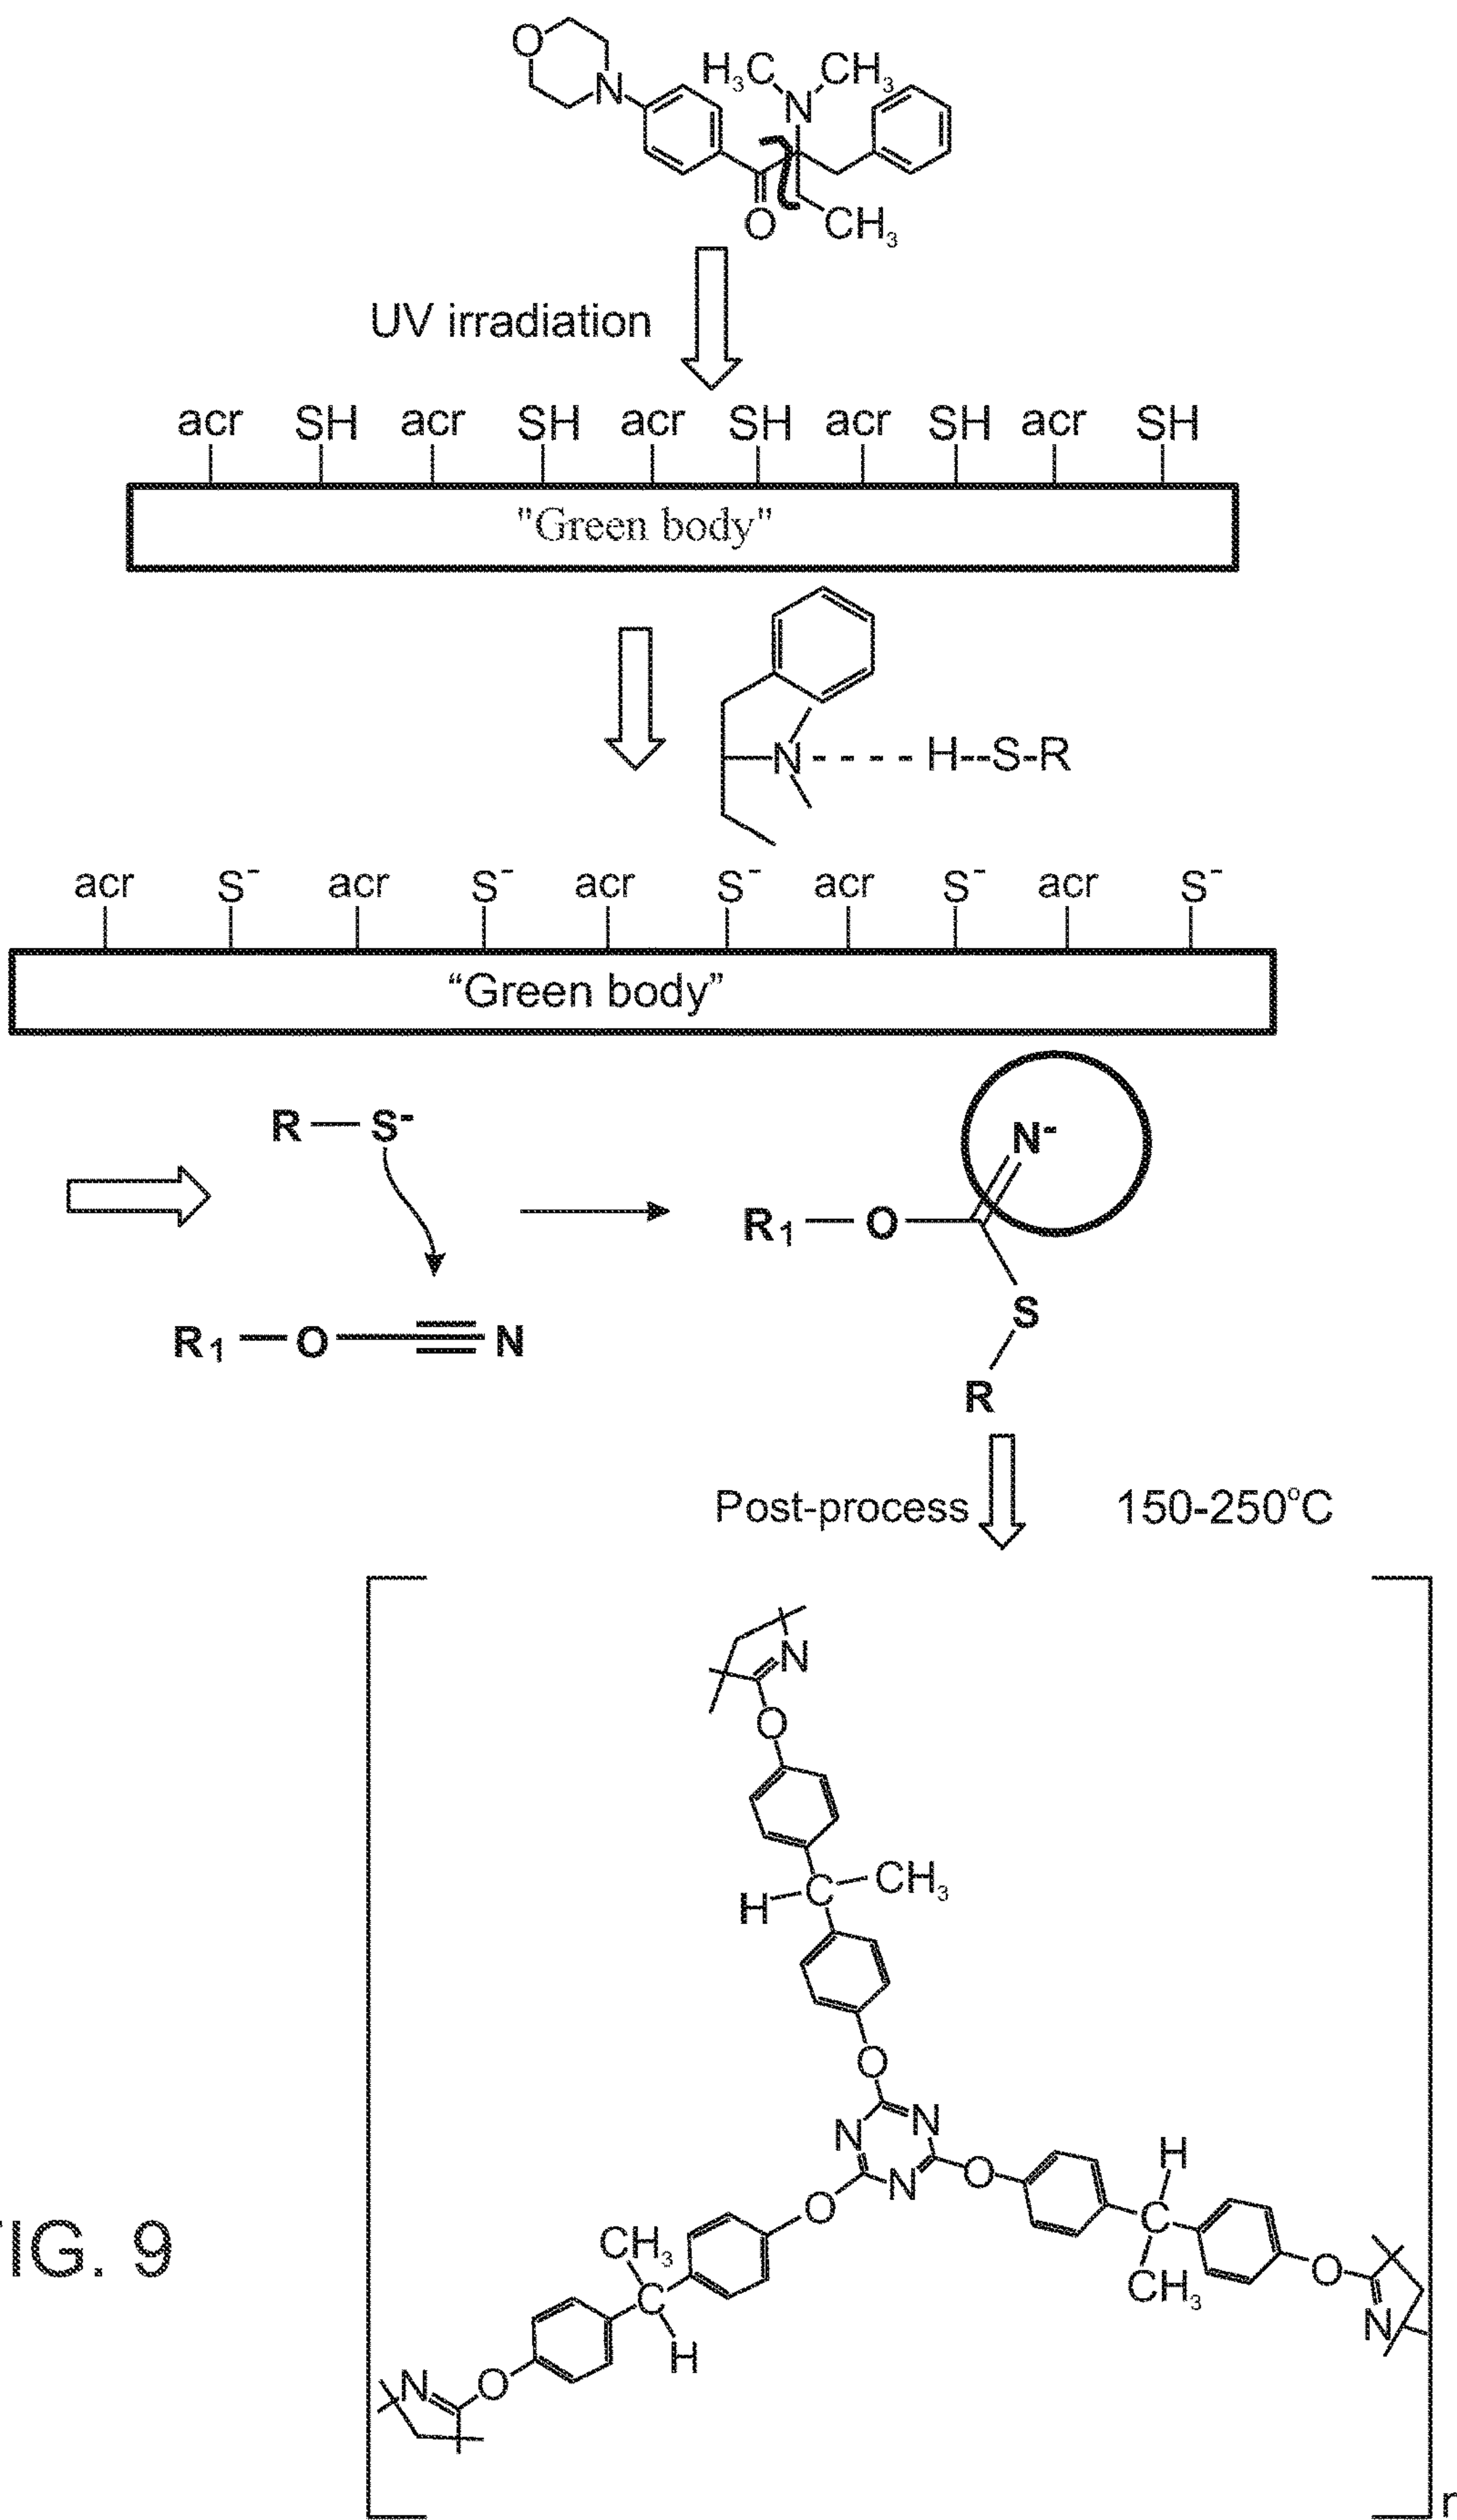 O
N
H3C CH3
N
O
CH3
UV irradiation
acr SH acr SH acr SH acr SH acr SH
"Green body"
N - - - - - H--S-R
acr S- acr S- acr S- acr S- acr S-
“Green body”
R — S-
N-
R1 — O
S
R1 — O ≡ N
R
Post-process 150-250°C
N
O
H C CH3
O
N N
N
O
O
H
C
CH3
CH3
C
H
O
N
N
O
IG. 9